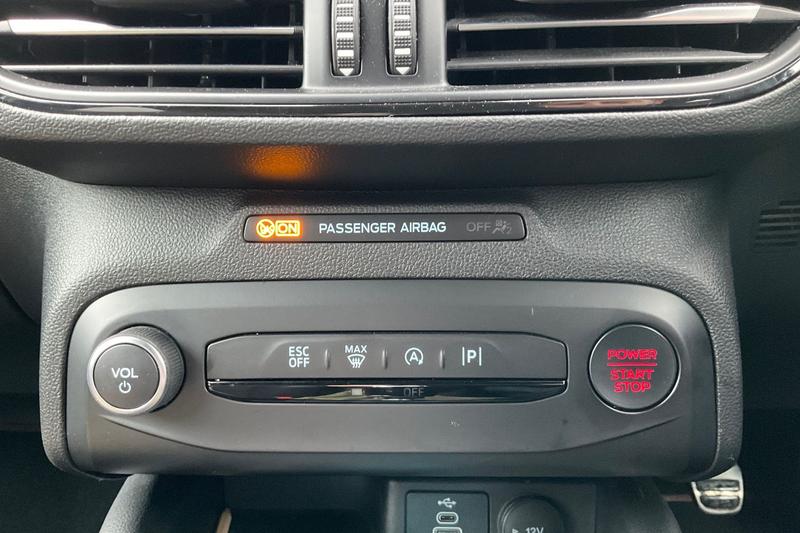 ON PASSENGER AIRBAG OFF
VOL
ESC
OFF
MAX
A
P
OFF
POWER
START
STOP
12V